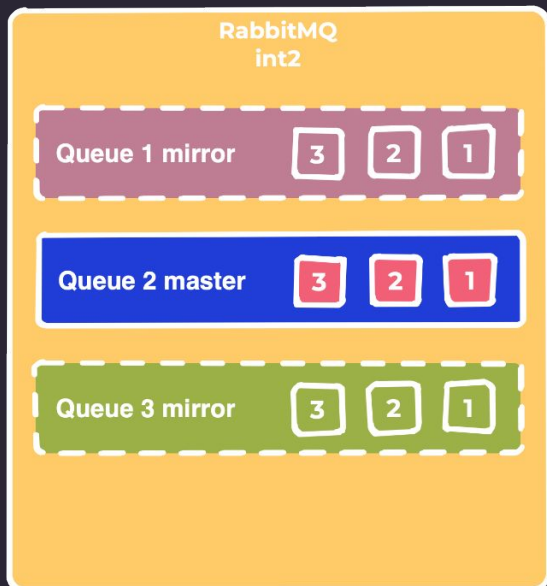 RabbitMQ
int2
Queue 1 mirror 3 2 1
Queue 2 master 3 2 1
Queue 3 mirror 3 2 1